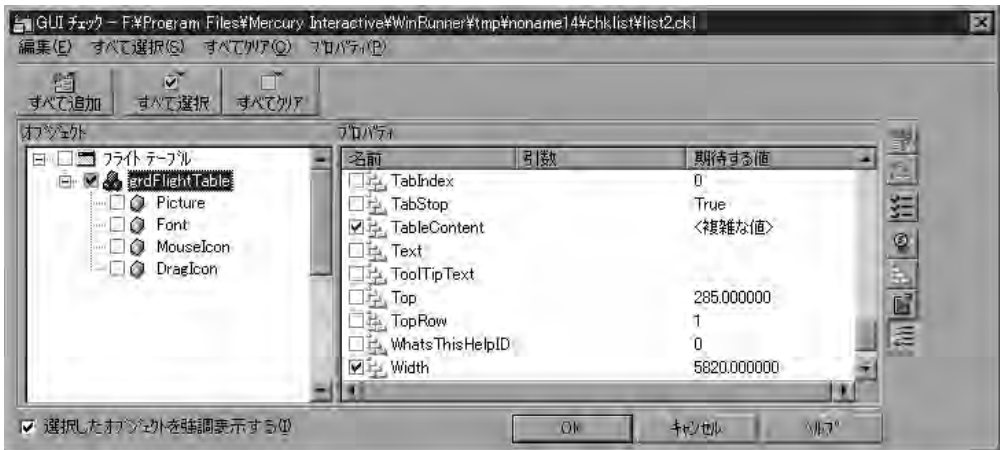 GUI チェック - F:¥Program Files¥Mercury Interactive¥WinRunner¥tmp¥noname14¥chklist¥list2.ckl
編集(E) すべて選択(S) すべてクリア(C) プロパティ(P)
すべて追加 すべて選択 すべてクリア
オブジェクト
フライト テーブル
grdFlightTable
Picture
Font
MouseIcon
DragIcon
プロパティ
名前 引数 期待する値
TabIndex 0
TabStop True
TableContent <複雑な値>
Text
ToolTipText
Top 285.000000
TopRow 1
WhatsThisHelpID 0
Width 5820.000000
選択したオブジェクトを強調表示する(I)
OK キャンセル ヘルプ